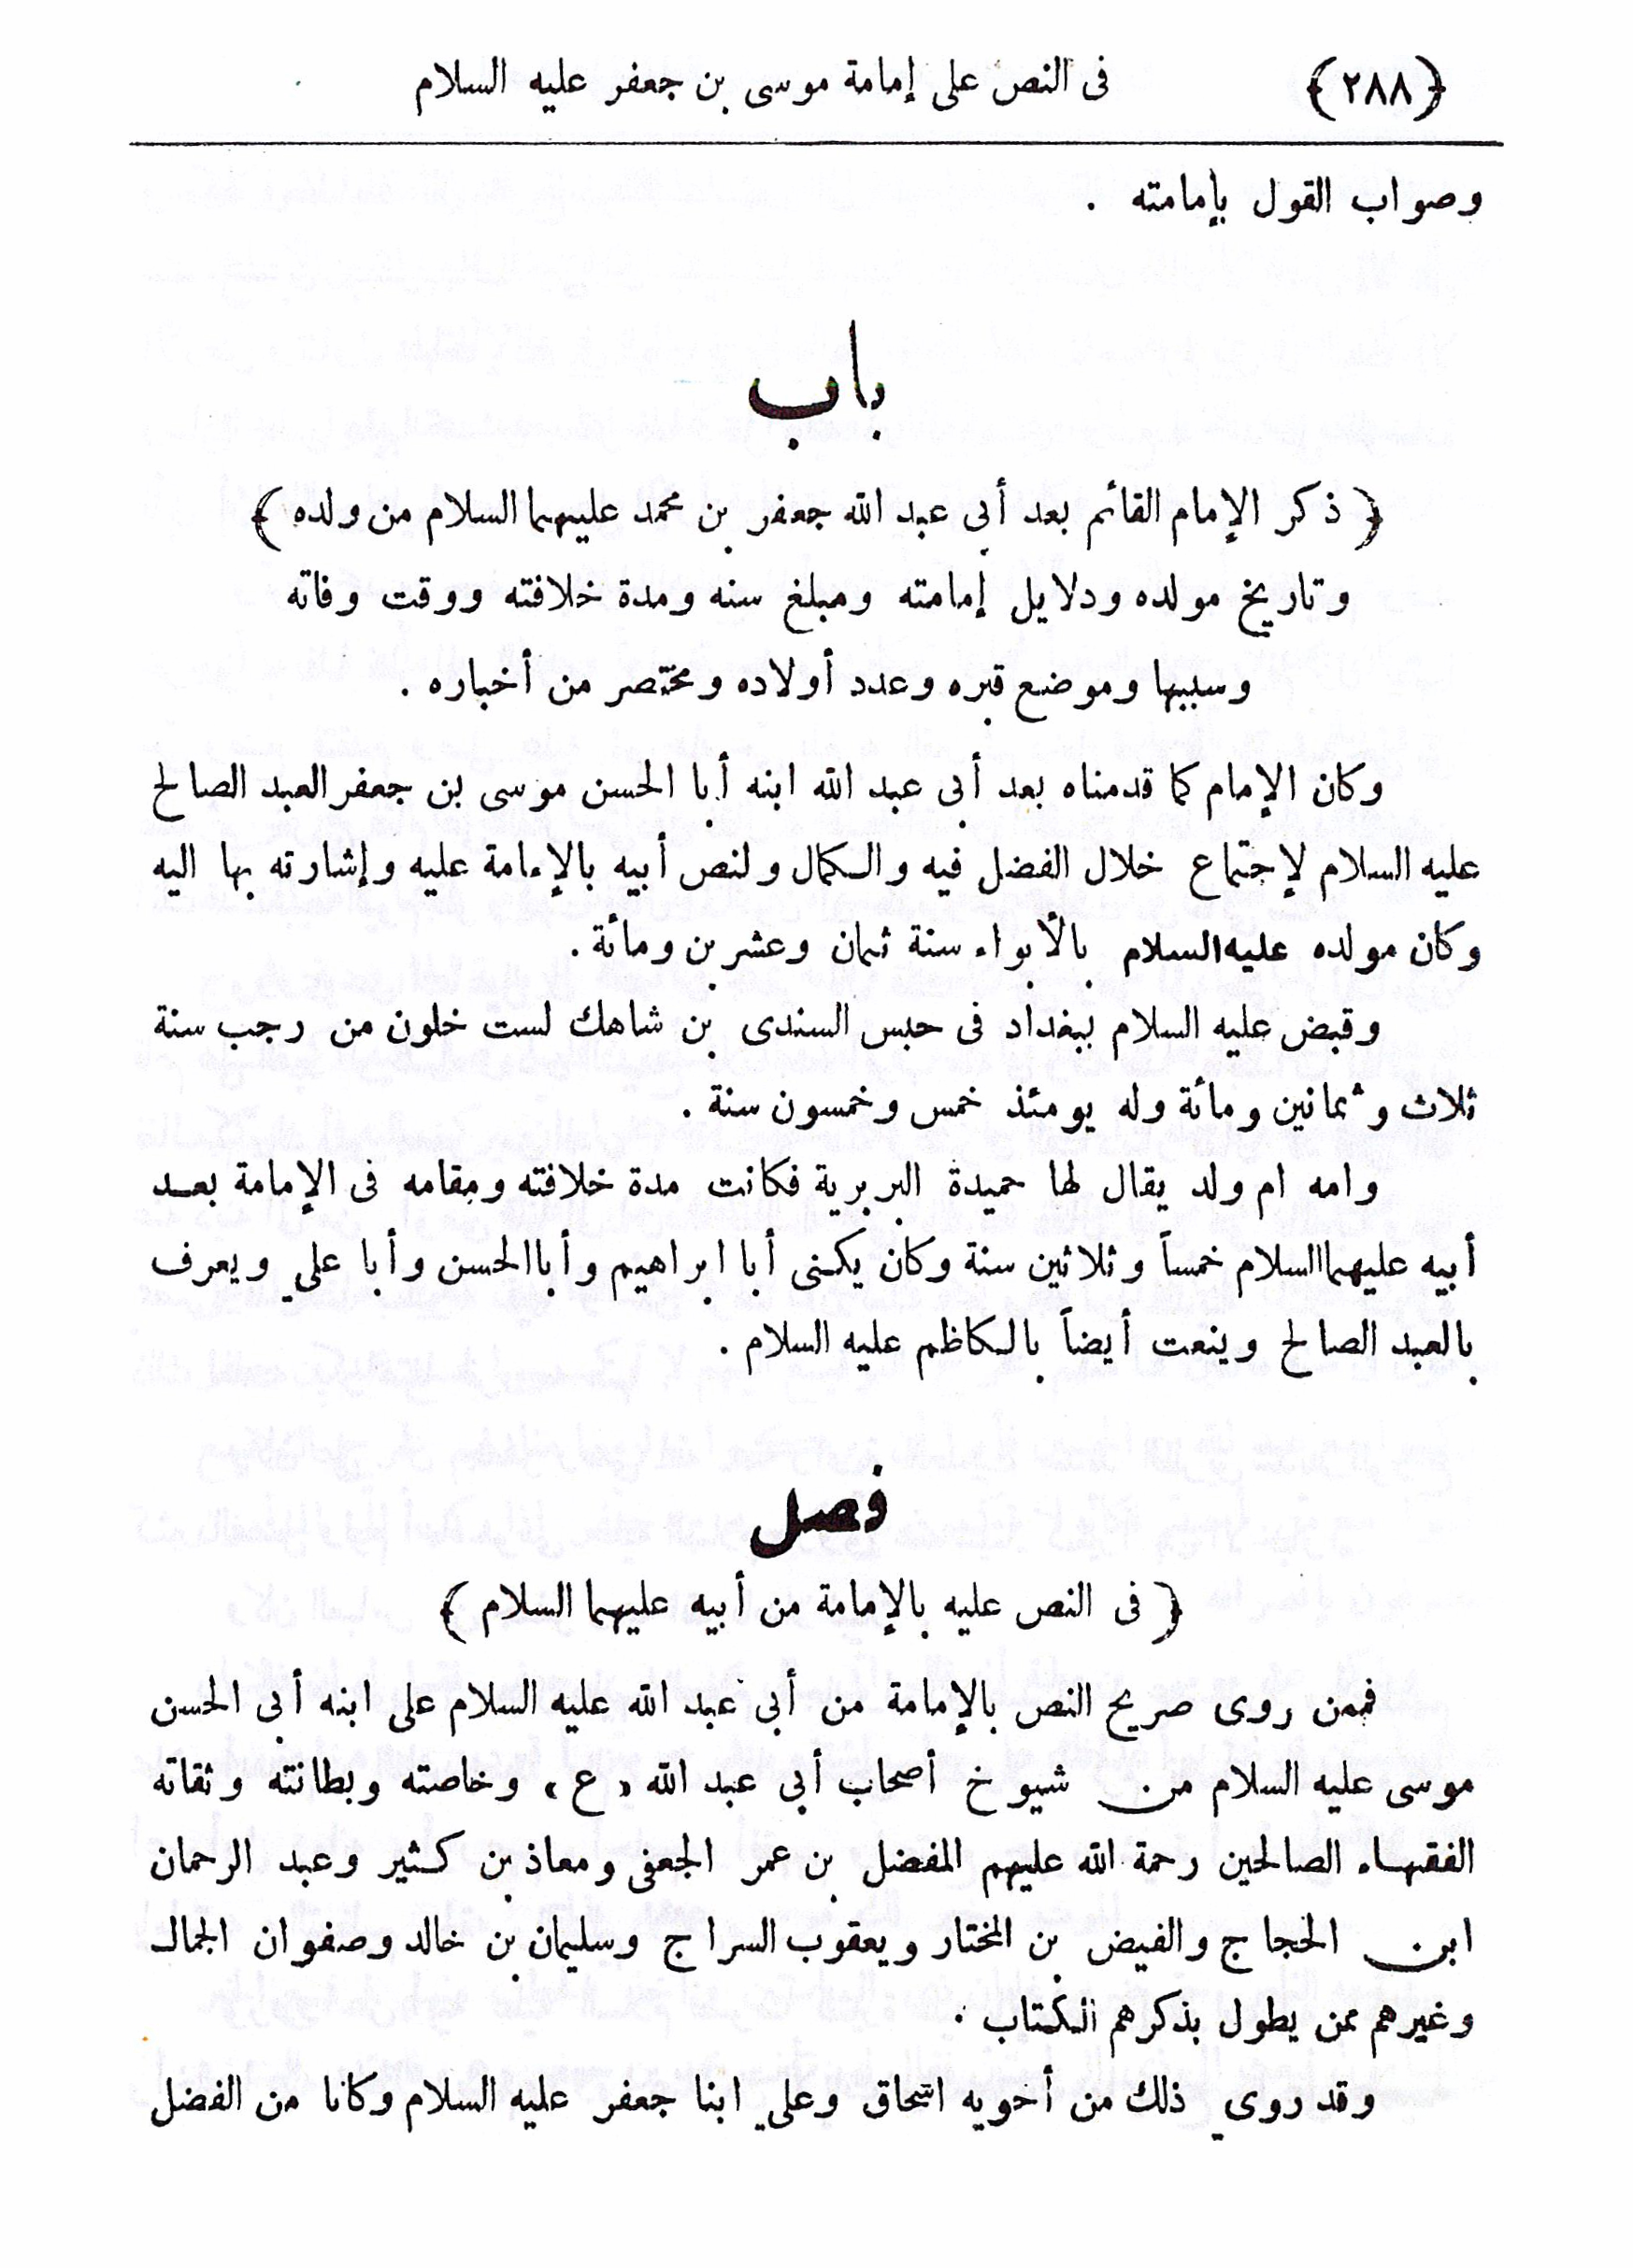 ﴿٢٨٨﴾ فى النص على إمامة موسى بن جعفر عليه السلام
وصواب القول بإمامته .
باب
﴿ ذكر الإمام القائم بعد أبى عبد الله جعفر بن محمد عليهما السلام من ولده ﴾
وتاريخ مولده ودلايل إمامته ومبلغ سنه ومدة خلافته ووقت وفاته
وسببها وموضع قبره وعدد أولاده ومختصر من أخباره .
وكان الإمام كما قدمناه بعد أبى عبد الله ابنه أبا الحسن موسى بن جعفر العبد الصالح
عليه السلام لإجتماع خلال الفضل فيه والكمال ولنص أبيه بالإمامة عليه وإشارته بها اليه
وكان مولده عليه السلام بالأبواء سنة ثمان وعشرين ومائة .
وقبض عليه السلام ببغداد فى حبس السندى بن شاهك لست خلون من رجب سنة
ثلاث وثمانين ومائة وله يومئذ خمس وخمسون سنة .
وامه ام ولد يقال لها حميدة البربرية فكانت مدة خلافته ومقامه فى الإمامة بعد
أبيه عليهما السلام خمساً وثلاثين سنة وكان يكنى أبا ابراهيم وأبا الحسن وأبا علي ويعرف
بالعبد الصالح وينعت أيضاً بالكاظم عليه السلام .
فصل
﴿ فى النص عليه بالإمامة من أبيه عليهما السلام ﴾
فممن روى صريح النص بالإمامة من أبى عبد الله عليه السلام على ابنه أبى الحسن
موسى عليه السلام من شيوخ أصحاب أبى عبد الله «ع» وخاصته وبطانته وثقاته
الفقهاء الصالحين رحمة الله عليهم المفضل بن عمر الجعفى ومعاذ بن كثير وعبد الرحمان
ابن الحجاج والفيض بن المختار ويعقوب السراج وسليمان بن خالد وصفوان الجمال
وغيرهم ممن يطول بذكرهم الكتاب .
وقد روي ذلك من أخويه اسحاق وعلي ابنا جعفر عليه السلام وكانا من الفضل